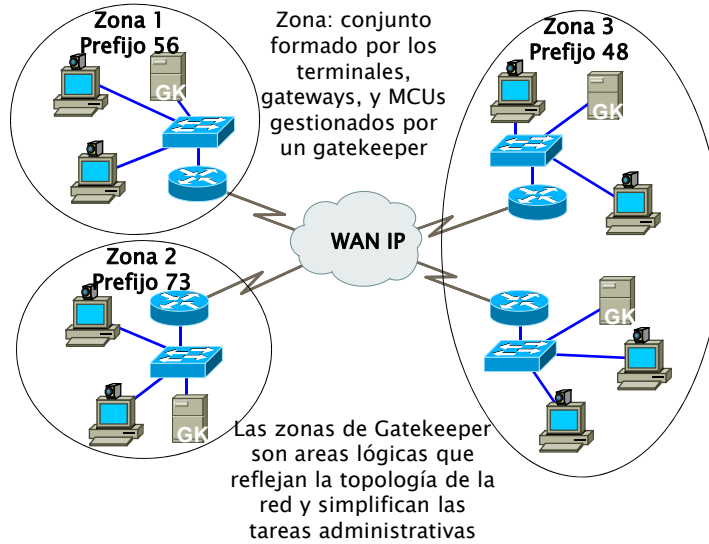 Zona 1
Prefijo 56
GK
Zona: conjunto
formado por los
terminales,
gateways, y MCUs
gestionados por
un gatekeeper
Zona 3
Prefijo 48
GK
WAN IP
Zona 2
Prefijo 73
GK
GK
Las zonas de Gatekeeper
son areas lógicas que
reflejan la topología de la
red y simplifican las
tareas administrativas